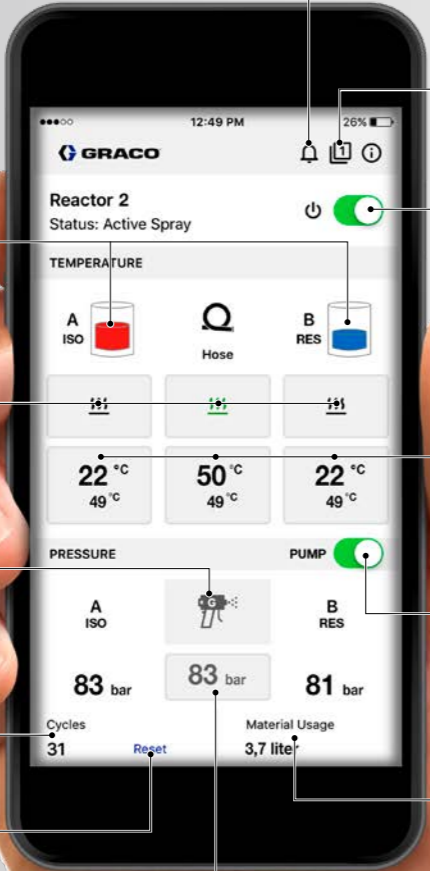 12:49 PM
26%
GRACO
1
Reactor 2
Status: Active Spray
TEMPERATURE
A
ISO
Hose
B
RES
22 °C
49 °C
50 °C
49 °C
22 °C
49 °C
PRESSURE
PUMP
A
ISO
G
B
RES
83 bar
83 bar
81 bar
Cycles
Material Usage
31
Reset
3,7 liter